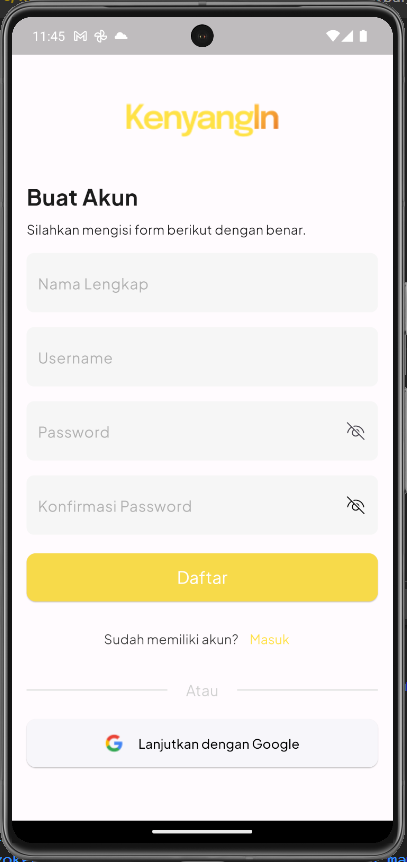 11:45
KenyangIn
Buat Akun
Silahkan mengisi form berikut dengan benar.
Nama Lengkap
Username
Password
Konfirmasi Password
Daftar
Sudah memiliki akun? Masuk
Atau
Lanjutkan dengan Google